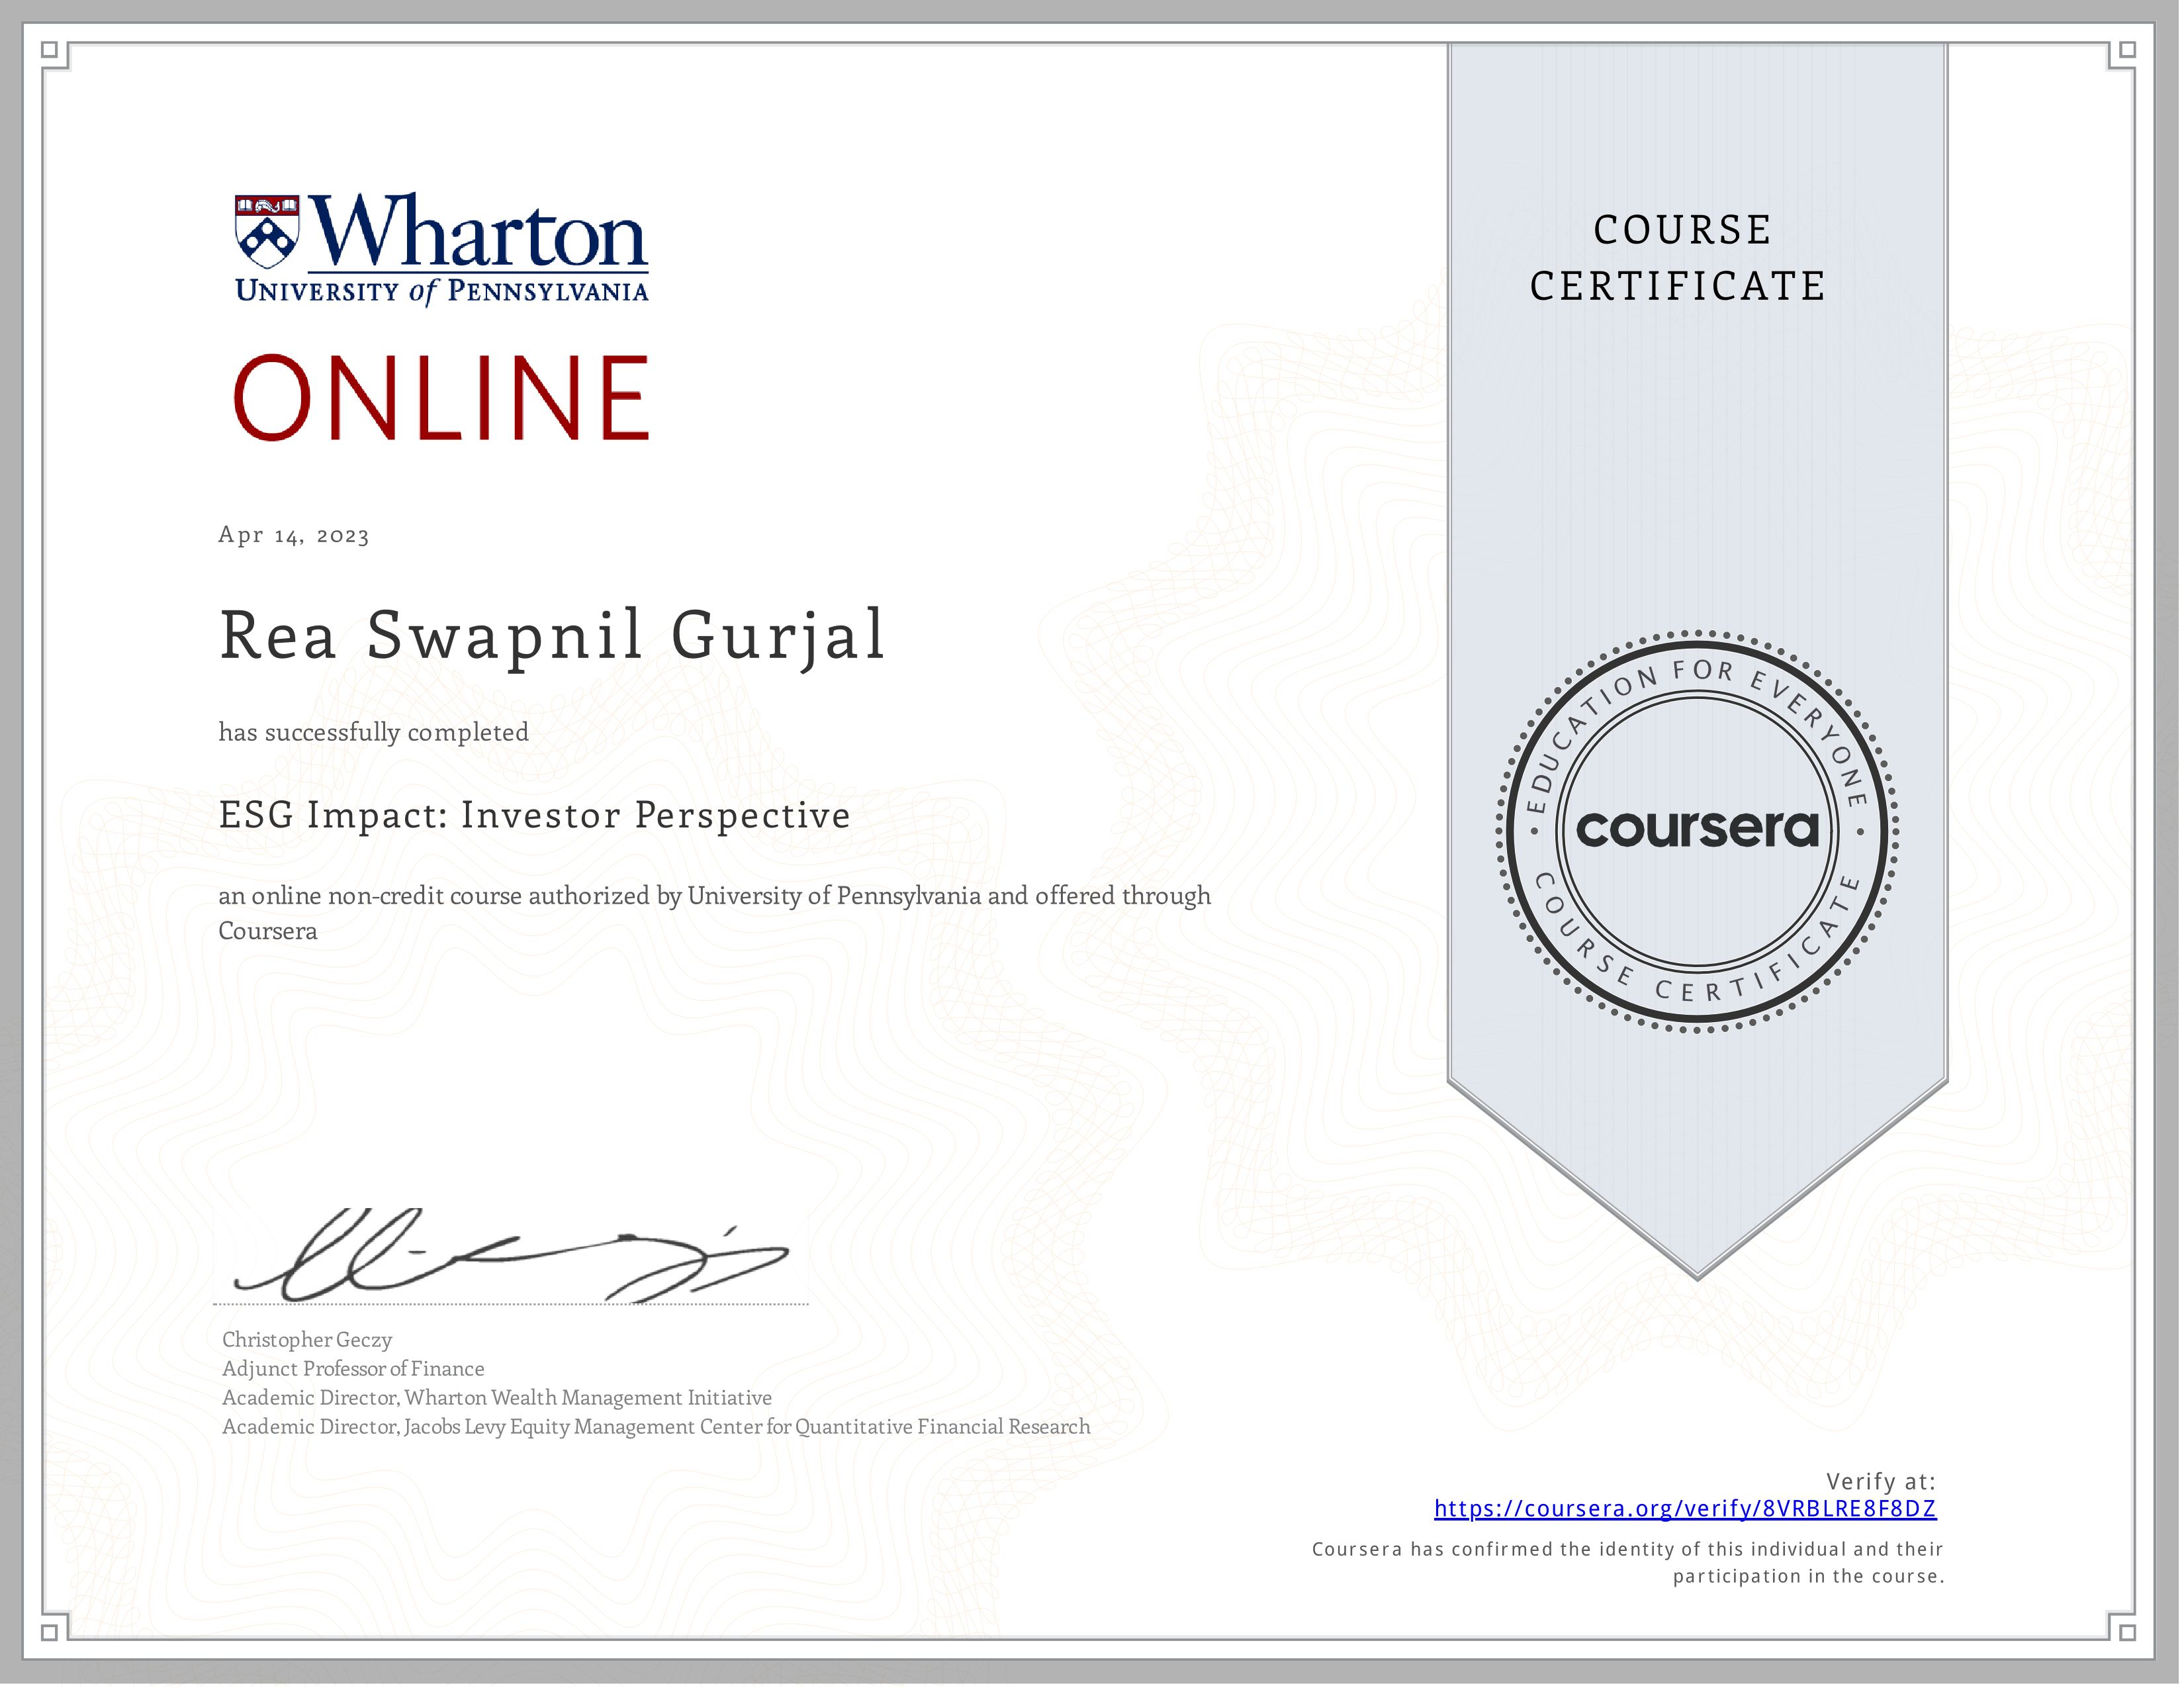 Wharton
UNIVERSITY of PENNSYLVANIA
ONLINE
COURSE
CERTIFICATE
Apr 14, 2023
Rea Swapnil Gurjal
has successfully completed
ESG Impact: Investor Perspective
an online non-credit course authorized by University of Pennsylvania and offered through
Coursera
EDUCATION FOR EVERYONE
coursera
COURSE CERTIFICATE
Christopher Geczy
Adjunct Professor of Finance
Academic Director, Wharton Wealth Management Initiative
Academic Director, Jacobs Levy Equity Management Center for Quantitative Financial Research
Verify at:
https://coursera.org/verify/8VRBLRE8F8DZ
Coursera has confirmed the identity of this individual and their
participation in the course.